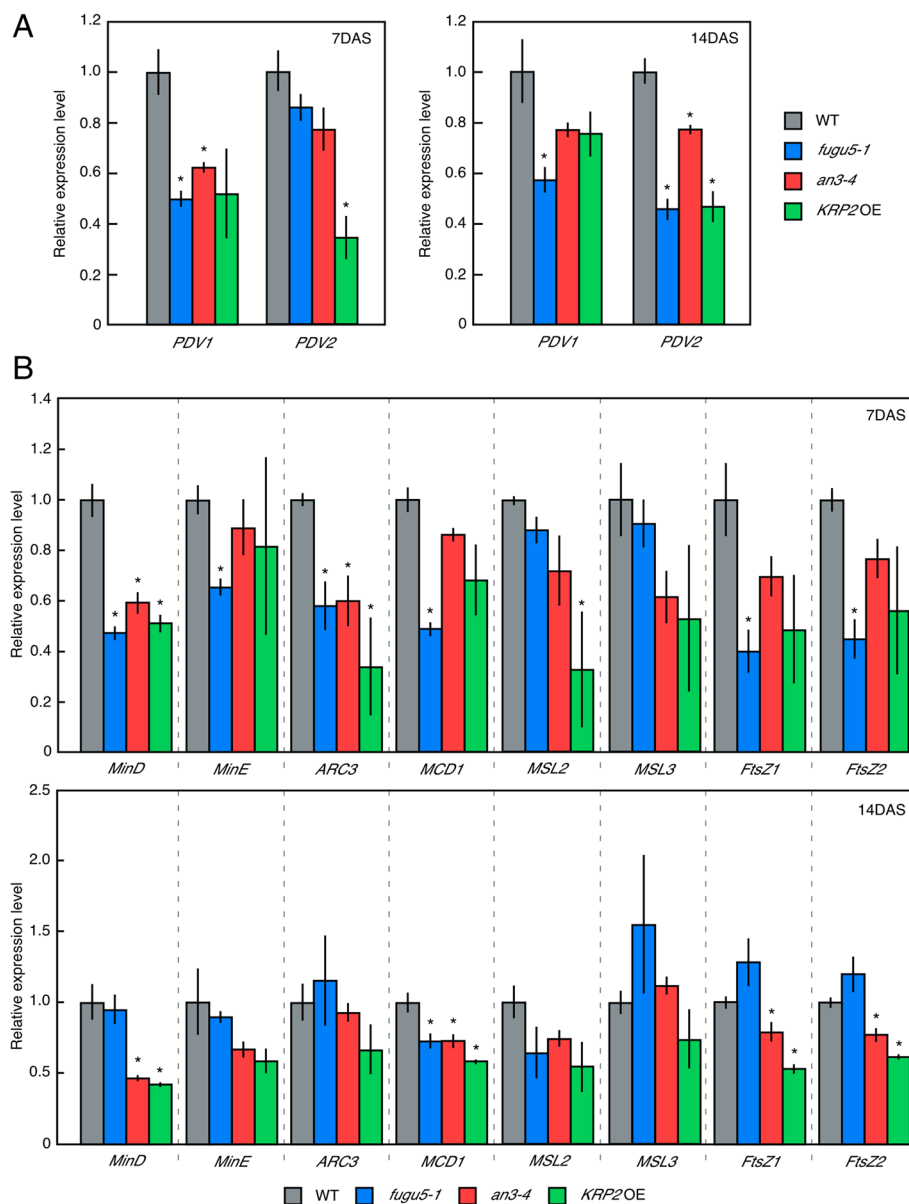 A
7DAS
Relative expression level
1.2
1.0
0.8
0.6
0.4
0.2
0
* * *
PDV1 PDV2
14DAS
Relative expression level
1.2
1.0
0.8
0.6
0.4
0.2
0
* * * *
PDV1 PDV2
WT
fugu5-1
an3-4
KRP2OE
B
7DAS
Relative expression level
1.4
1.2
1.0
0.8
0.6
0.4
0.2
0
* * * * * * * * * * *
MinD MinE ARC3 MCD1 MSL2 MSL3 FtsZ1 FtsZ2
14DAS
Relative expression level
2.5
2.0
1.5
1.0
0.5
0
* * * * * * * * *
MinD MinE ARC3 MCD1 MSL2 MSL3 FtsZ1 FtsZ2
WT fugu5-1 an3-4 KRP2OE